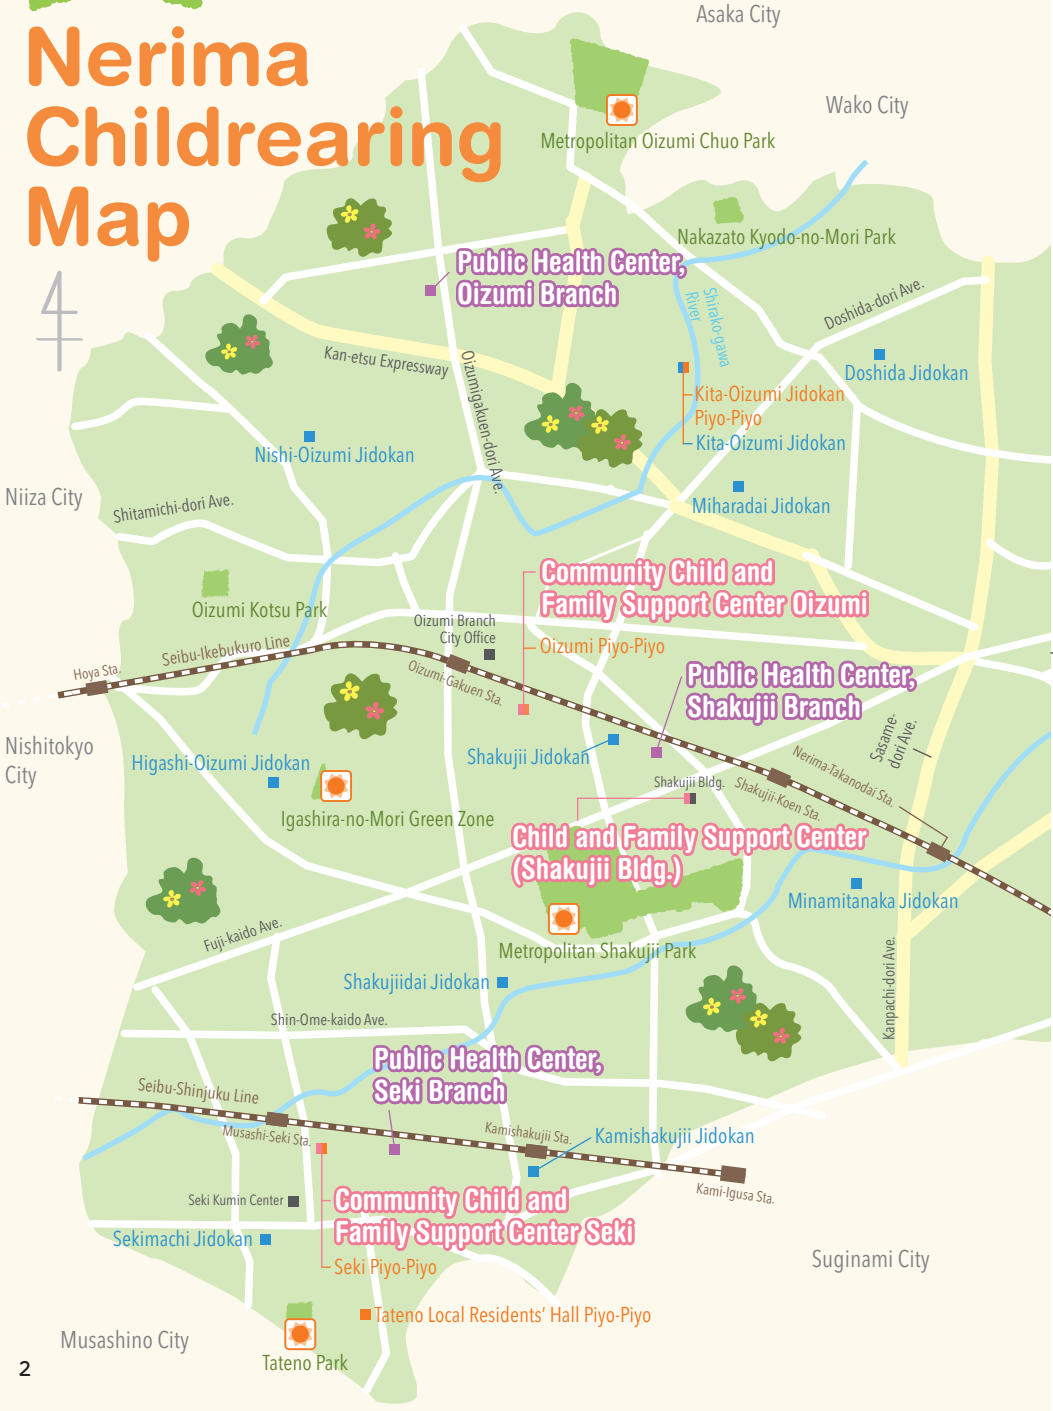 Asaka City
Nerima
Childrearing
Map
Wako City
Metropolitan Oizumi Chuo Park
Nakazato Kyodo-no-Mori Park
Public Health Center,
Oizumi Branch
Shirako-gawa
River
Doshida-dori Ave.
Kan-etsu Expressway
Oizumigakuen-dori Ave.
Doshida Jidokan
Kita-Oizumi Jidokan
Piyo-Piyo
Kita-Oizumi Jidokan
Nishi-Oizumi Jidokan
Niiza City
Shitamichi-dori Ave.
Miharadai Jidokan
Community Child and
Family Support Center Oizumi
Oizumi Kotsu Park
Oizumi Branch
City Office
Oizumi Piyo-Piyo
Seibu-Ikebukuro Line
Hoya Sta.
Oizumi-Gakuen Sta.
Public Health Center,
Shakujii Branch
Nishitokyo
City
Sasame-
dori Ave.
Higashi-Oizumi Jidokan
Shakujii Jidokan
Nerima-Takanodai Sta.
Shakujii Bldg.
Shakujii-Koen Sta.
Igashira-no-Mori Green Zone
Child and Family Support Center
(Shakujii Bldg.)
Minamitanaka Jidokan
Fuji-kaido Ave.
Metropolitan Shakujii Park
Kanpachi-dori Ave.
Shakujiidai Jidokan
Shin-Ome-kaido Ave.
Public Health Center,
Seki Branch
Seibu-Shinjuku Line
Musashi-Seki Sta.
Kamishakujii Sta.
Kamishakujii Jidokan
Kami-Igusa Sta.
Seki Kumin Center
Community Child and
Family Support Center Seki
Sekimachi Jidokan
Seki Piyo-Piyo
Suginami City
Tateno Local Residents’ Hall Piyo-Piyo
Musashino City
Tateno Park
2